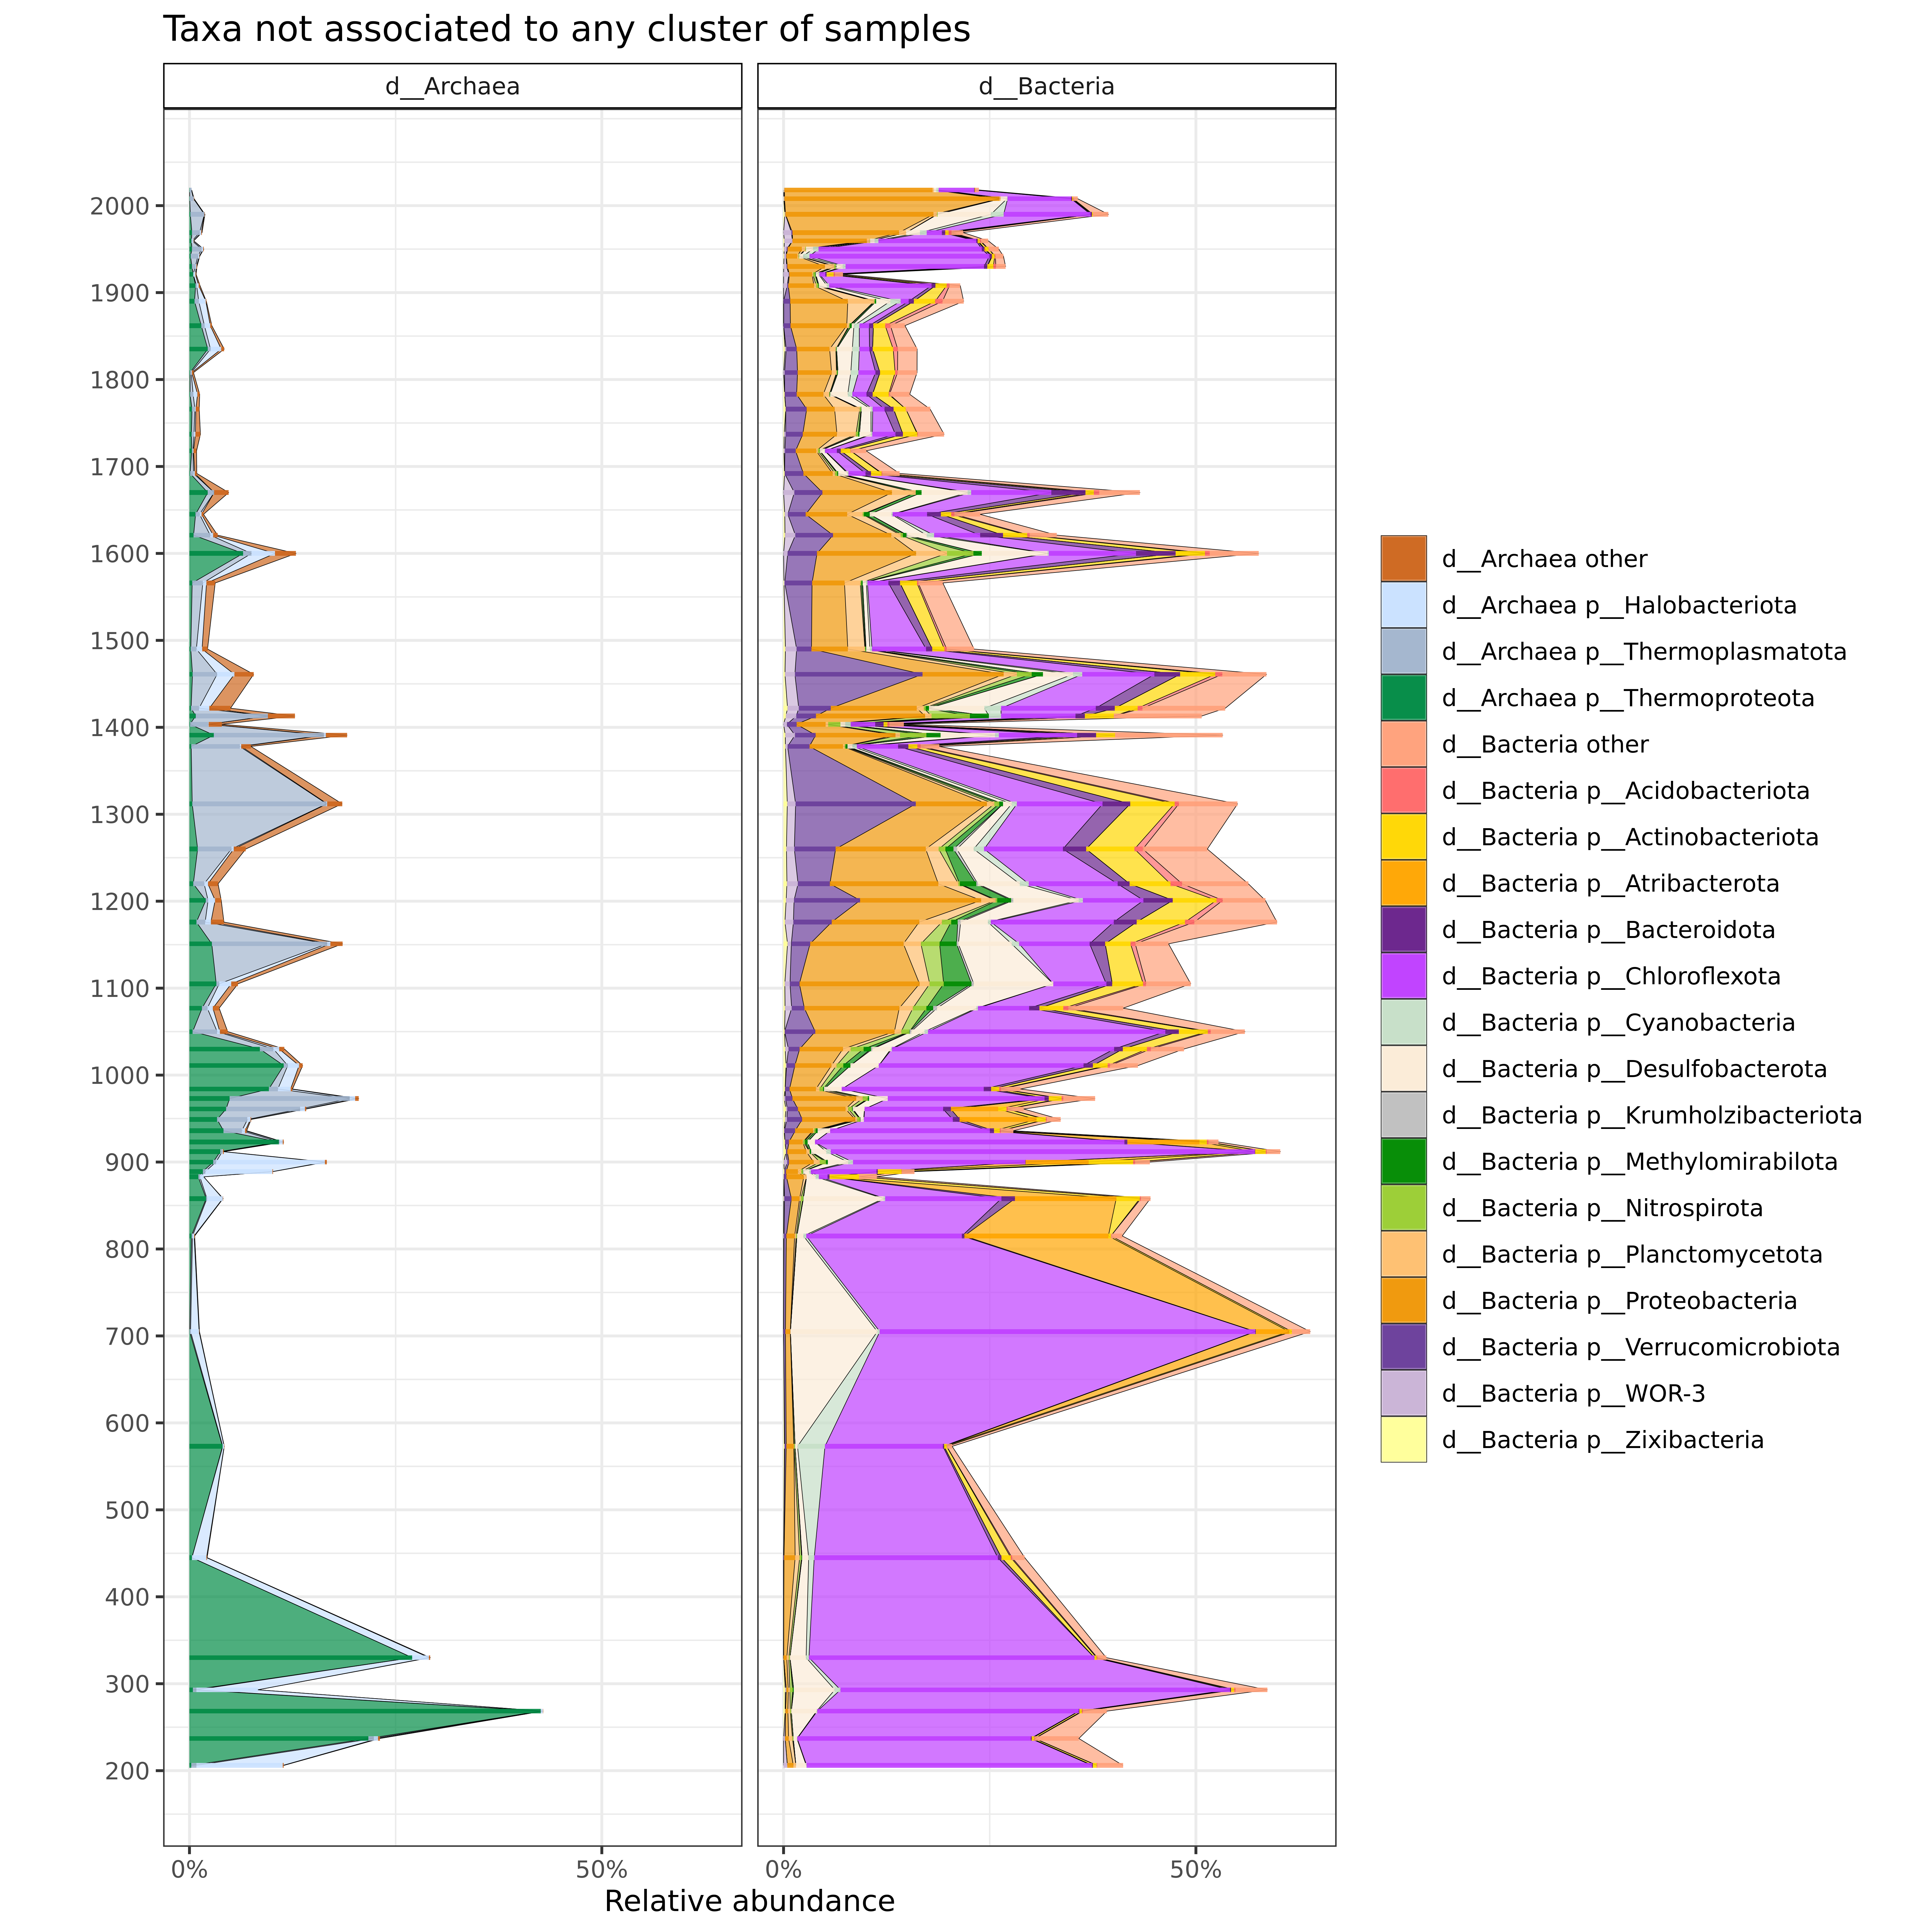 Taxa not associated to any cluster of samples
d__Archaea
d__Bacteria
2000
1900
1800
1700
1600
1500
1400
1300
1200
1100
1000
900
800
700
600
500
400
300
200
0%
50%
0%
50%
Relative abundance
d__Archaea other
d__Archaea p__Halobacteriota
d__Archaea p__Thermoplasmatota
d__Archaea p__Thermoproteota
d__Bacteria other
d__Bacteria p__Acidobacteriota
d__Bacteria p__Actinobacteriota
d__Bacteria p__Atribacterota
d__Bacteria p__Bacteroidota
d__Bacteria p__Chloroflexota
d__Bacteria p__Cyanobacteria
d__Bacteria p__Desulfobacterota
d__Bacteria p__Krumholzibacteriota
d__Bacteria p__Methylomirabilota
d__Bacteria p__Nitrospirota
d__Bacteria p__Planctomycetota
d__Bacteria p__Proteobacteria
d__Bacteria p__Verrucomicrobiota
d__Bacteria p__WOR-3
d__Bacteria p__Zixibacteria